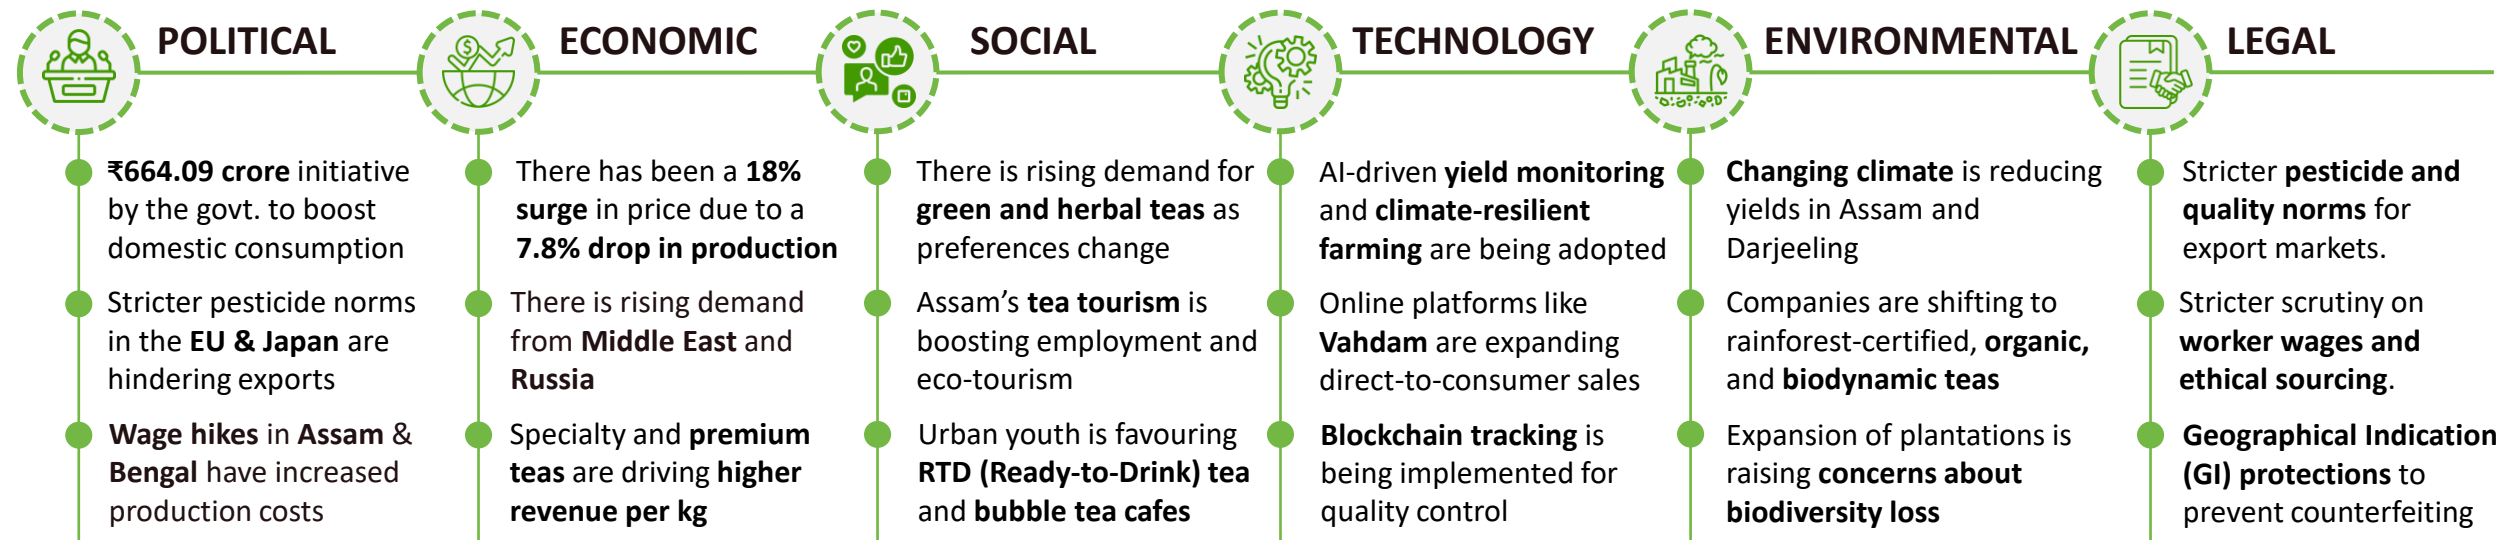 POLITICAL
₹664.09 crore initiative
by the govt. to boost
domestic consumption
Stricter pesticide norms
in the EU & Japan are
hindering exports
Wage hikes in Assam &
Bengal have increased
production costs
ECONOMIC
There has been a 18%
surge in price due to a
7.8% drop in production
There is rising demand
from Middle East and
Russia
Specialty and premium
teas are driving higher
revenue per kg
SOCIAL
There is rising demand for
green and herbal teas as
preferences change
Assam’s tea tourism is
boosting employment and
eco-tourism
Urban youth is favouring
RTD (Ready-to-Drink) tea
and bubble tea cafes
TECHNOLOGY
AI-driven yield monitoring
and climate-resilient
farming are being adopted
Online platforms like
Vahdam are expanding
direct-to-consumer sales
Blockchain tracking is
being implemented for
quality control
ENVIRONMENTAL
Changing climate is reducing
yields in Assam and
Darjeeling
Companies are shifting to
rainforest-certified, organic,
and biodynamic teas
Expansion of plantations is
raising concerns about
biodiversity loss
LEGAL
Stricter pesticide and
quality norms for
export markets.
Stricter scrutiny on
worker wages and
ethical sourcing.
Geographical Indication
(GI) protections to
prevent counterfeiting